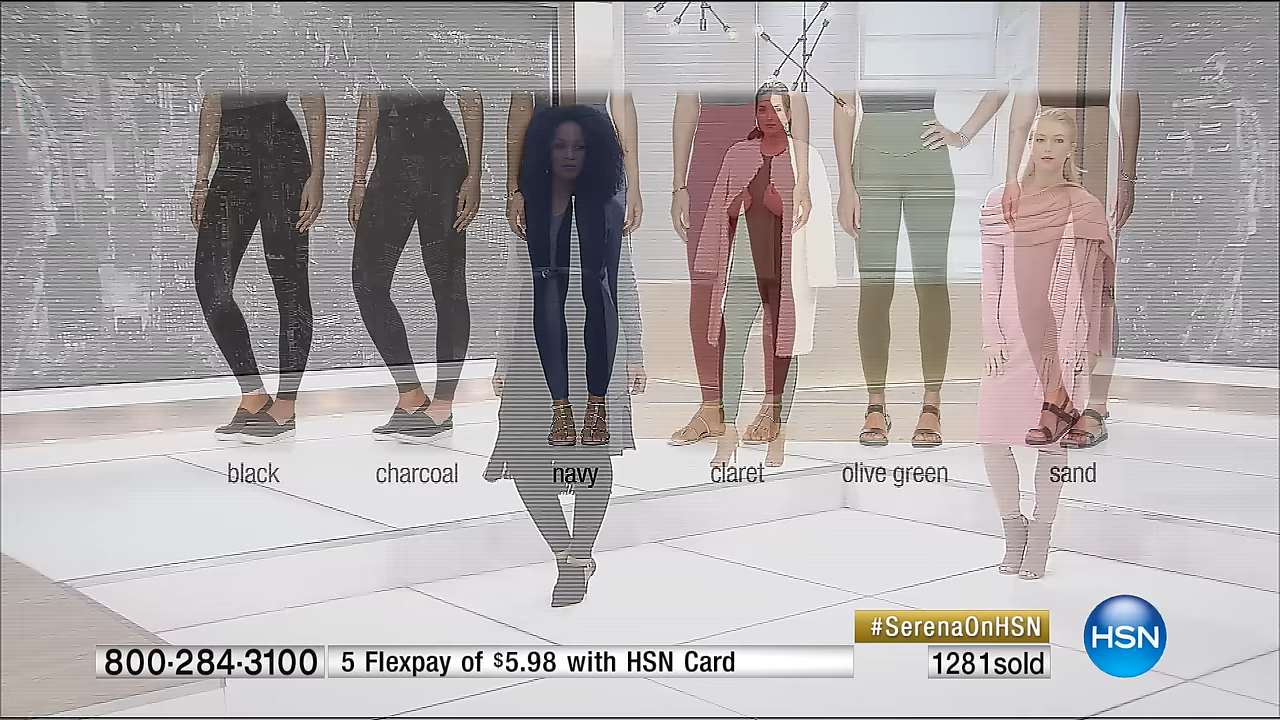 black charcoal navy claret olive green sand
#SerenaOnHSN
HSN
800·284·3100 5 Flexpay of $5.98 with HSN Card 1281sold